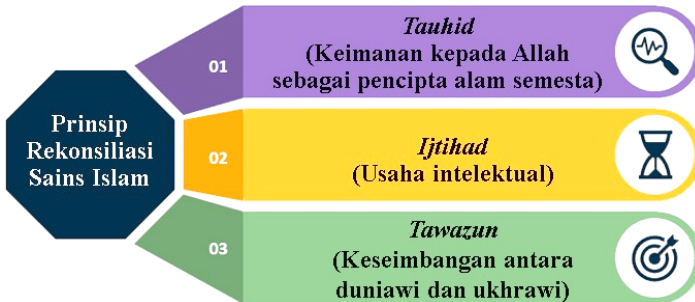 Prinsip
Rekonsiliasi
Sains Islam
01
Tauhid
(Keimanan kepada Allah
sebagai pencipta alam semesta)
02
Ijtihad
(Usaha intelektual)
03
Tawazun
(Keseimbangan antara
duniawi dan ukhrawi)